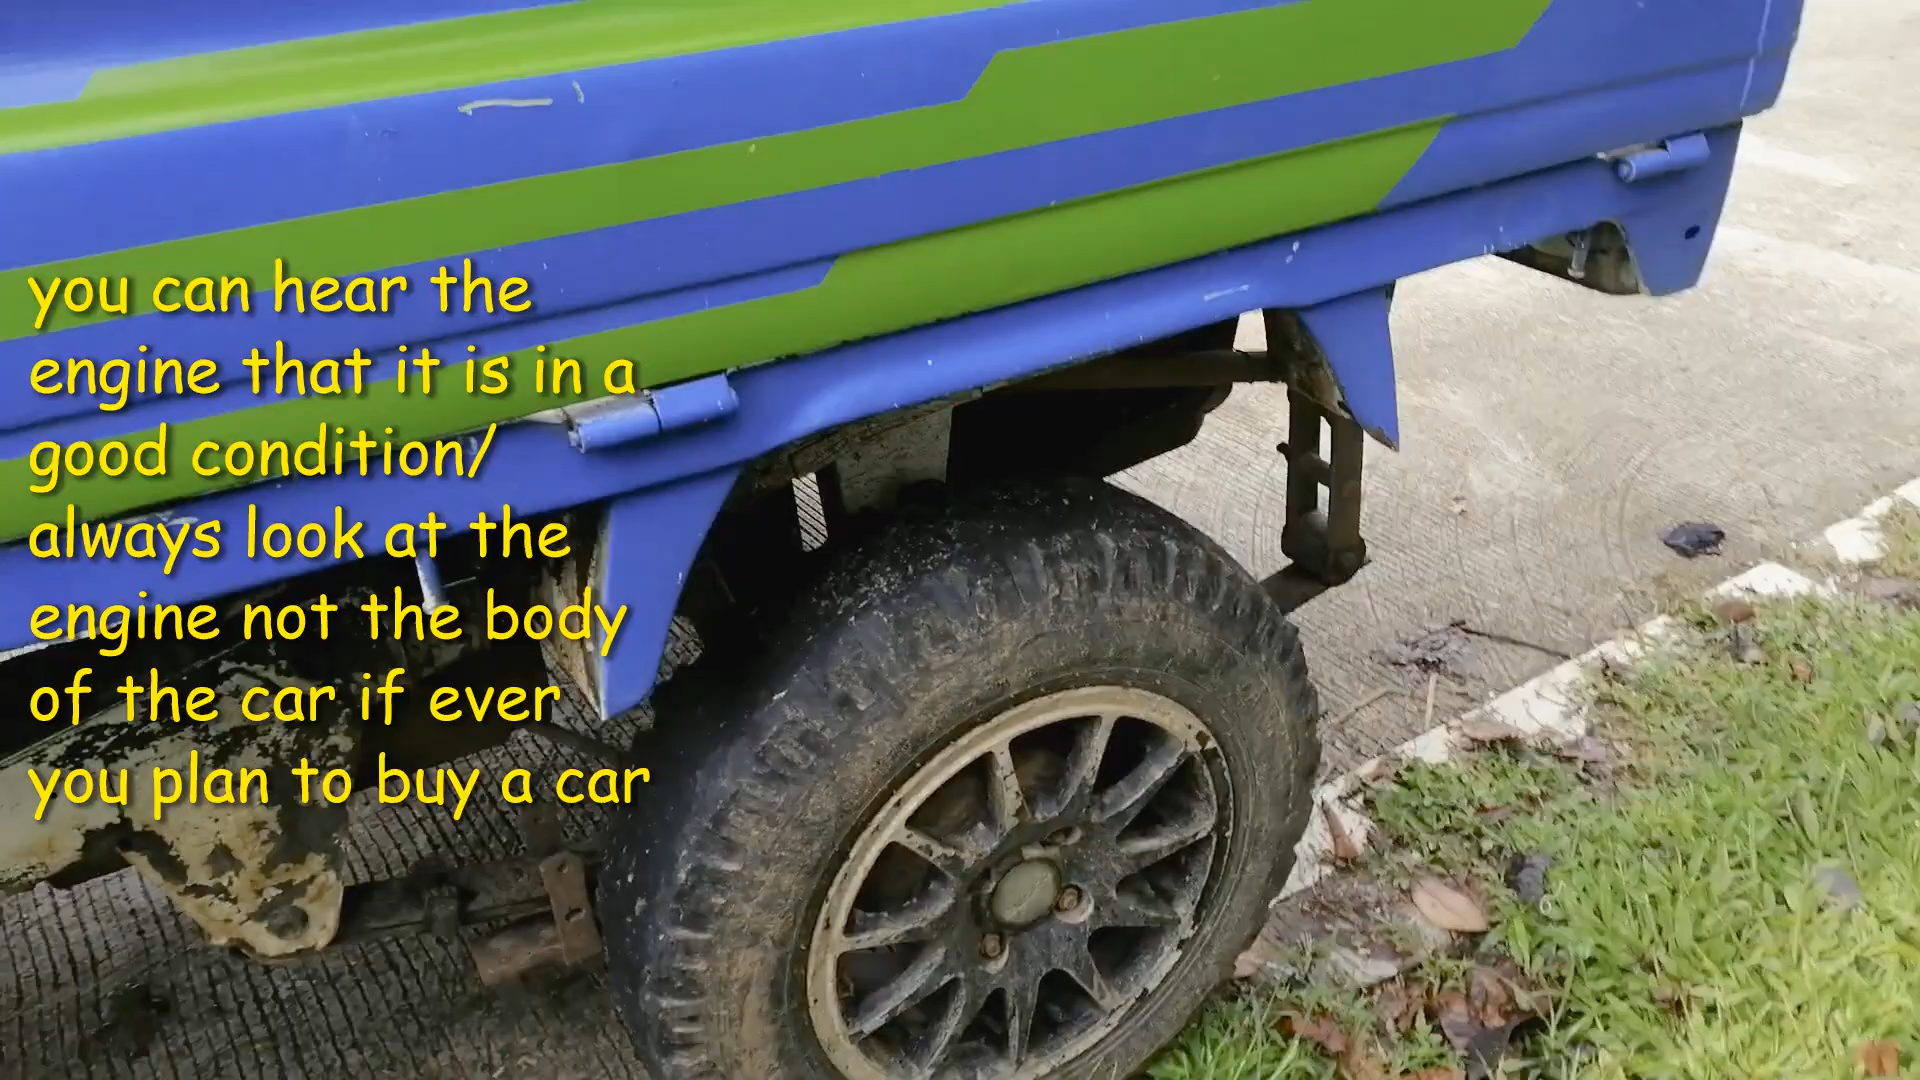 you can hear the
engine that it is in a
good condition/
always look at the
engine not the body
of the car if ever
you plan to buy a car